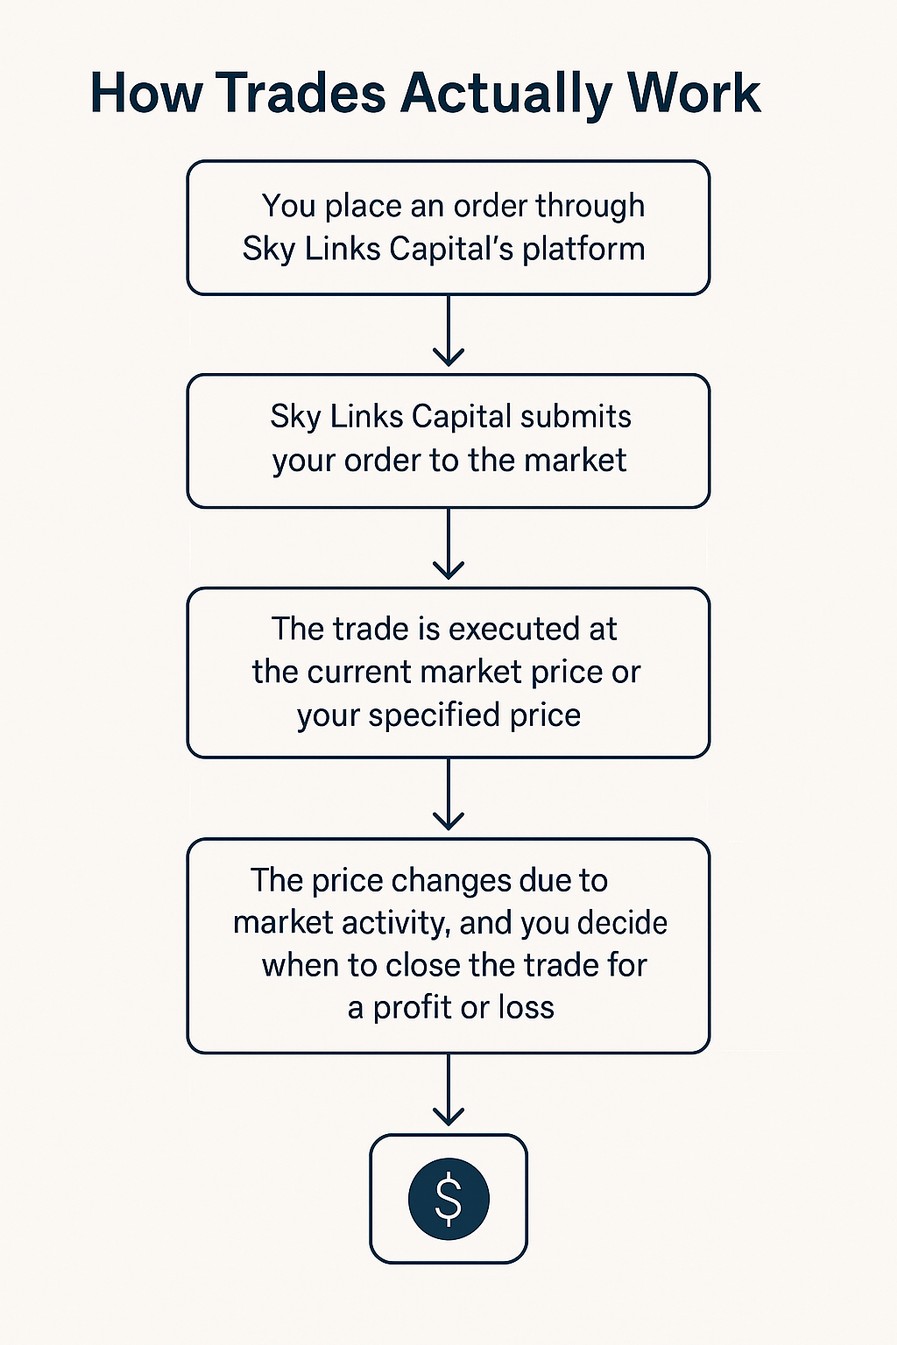 How Trades Actually Work
You place an order through
Sky Links Capital’s platform
Sky Links Capital submits
your order to the market
The trade is executed at
the current market price or
your specified price
The price changes due to
market activity, and you decide
when to close the trade for
a profit or loss
$